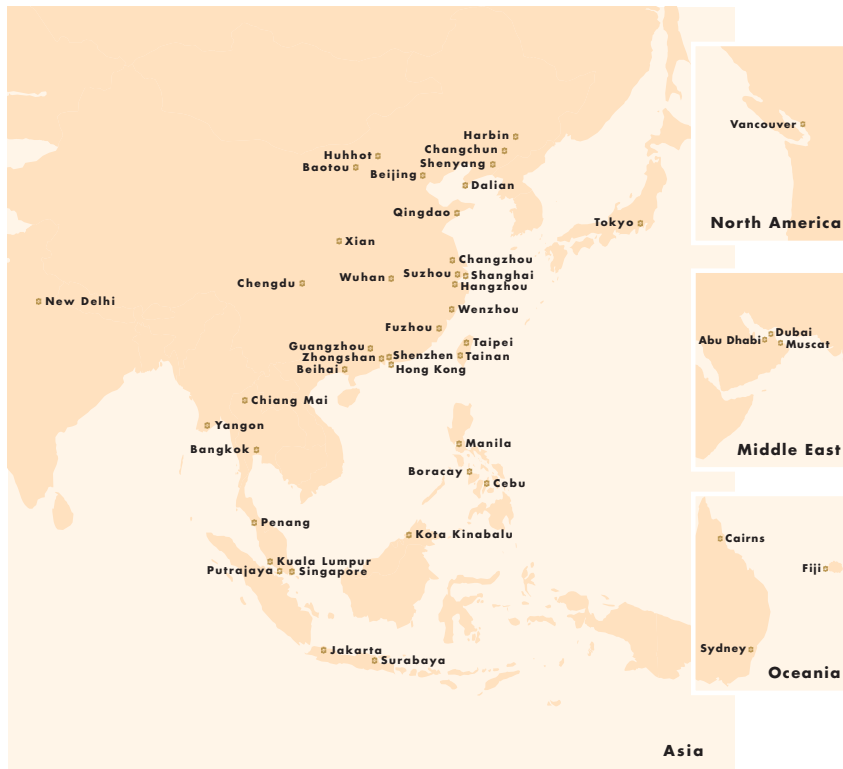 Harbin
Changchun
Huhhot
Shenyang
Baotou
Beijing
Dalian
Qingdao
Tokyo
Xian
Changzhou
Suzhou
Shanghai
Wuhan
Chengdu
Hangzhou
New Delhi
Wenzhou
Fuzhou
Taipei
Guangzhou
Zhongshan
Shenzhen
Tainan
Beihai
Hong Kong
Chiang Mai
Yangon
Bangkok
Manila
Boracay
Cebu
Penang
Kota Kinabalu
Kuala Lumpur
Putrajaya
Singapore
Jakarta
Surabaya
Asia
Vancouver
North America
Dubai
Abu Dhabi
Muscat
Middle East
Cairns
Fiji
Sydney
Oceania